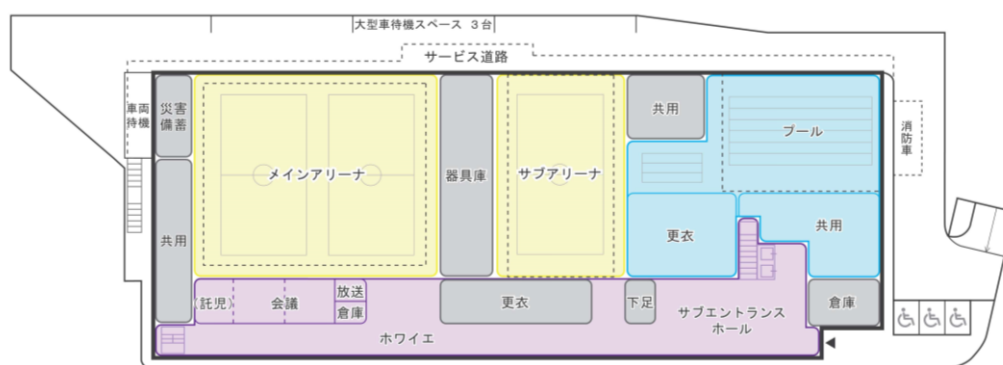 大型車待機スペース 3台
サービス道路
車両
待機
災害
備蓄
共用
プール
消防車
メインアリーナ
器具庫
サブアリーナ
共用
更衣
共用
(託児)
会議
放送
倉庫
更衣
下足
サブエントランス
ホール
倉庫
ホワイエ